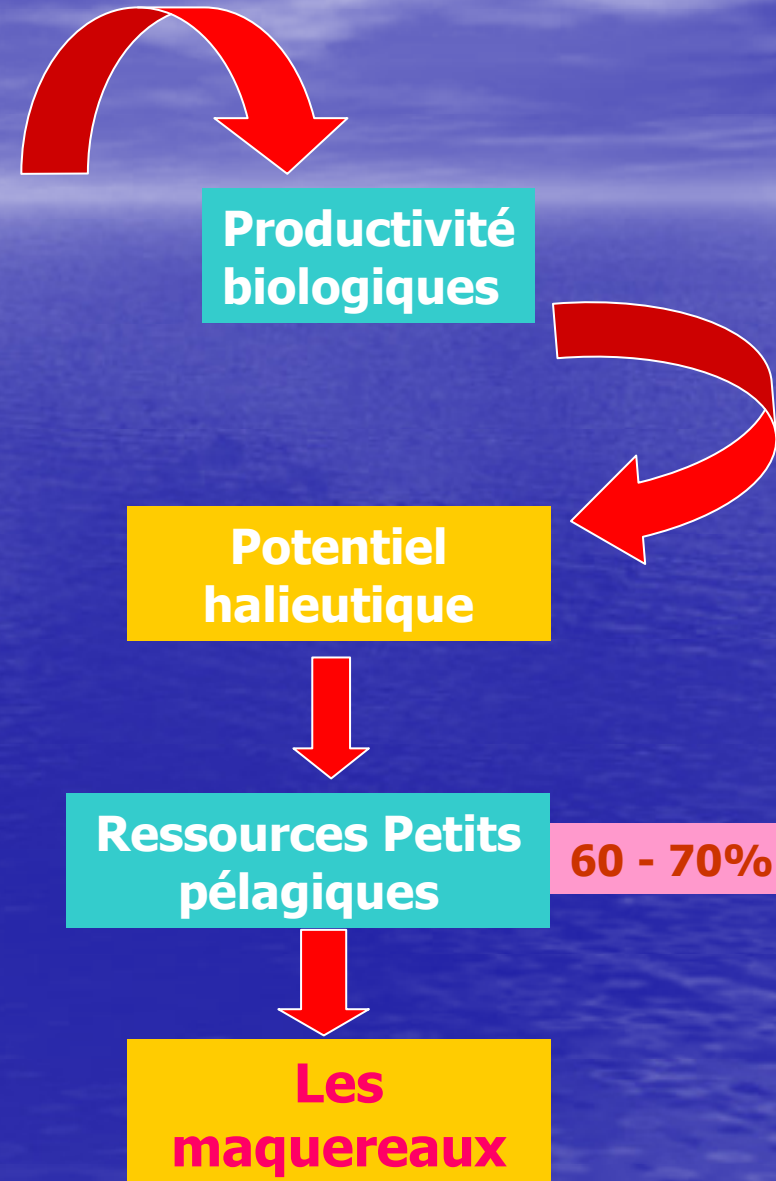 Productivité
biologiques
Potentiel
halieutique
Ressources Petits
pélagiques
60 - 70%
Les
maquereaux